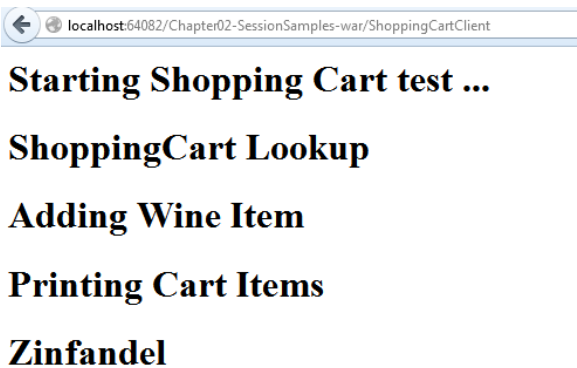 localhost:64082/Chapter02-SessionSamples-war/ShoppingCartClient
Starting Shopping Cart test ...
ShoppingCart Lookup
Adding Wine Item
Printing Cart Items
Zinfandel